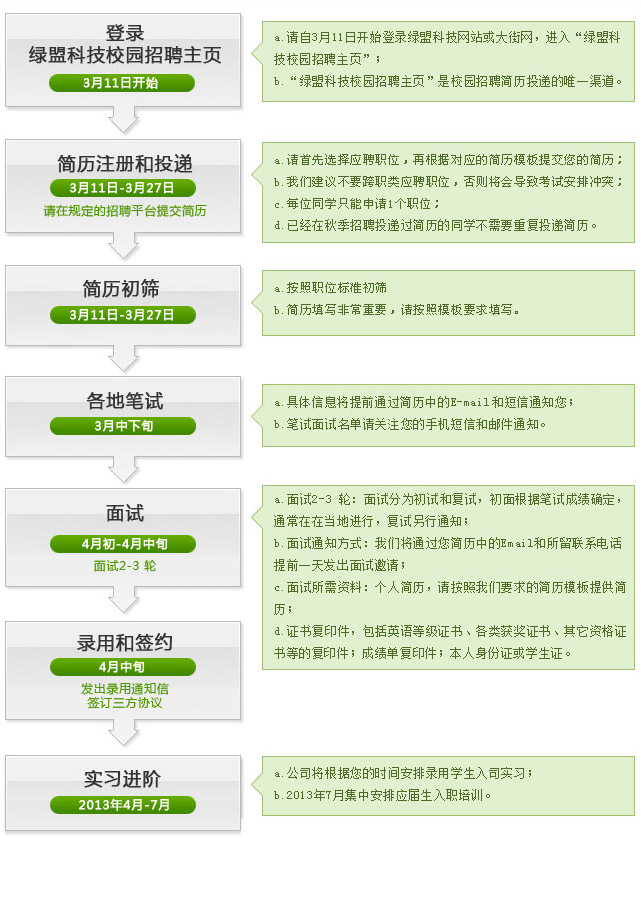 登录
绿盟科技校园招聘主页
3月11日开始
a.请自3月11日开始登录绿盟科技网站或大街网，进入“绿盟科
技校园招聘主页”；
b.“绿盟科技校园招聘主页”是校园招聘简历投递的唯一渠道。
简历注册和投递
3月11日-3月27日
请在规定的招聘平台提交简历
a.请首先选择应聘职位，再根据对应的简历模板提交您的简历；
b.我们建议不要跨职类应聘职位，否则将会导致考试安排冲突；
c.每位同学只能申请1个职位；
d.已经在秋季招聘投递过简历的同学不需要重复投递简历。
简历初筛
3月11日-3月27日
a.按照职位标准初筛
b.简历填写非常重要，请按照模板要求填写。
各地笔试
3月中下旬
a.具体信息将提前通过简历中的E-mail和短信通知您；
b.笔试面试名单请关注您的手机短信和邮件通知。
面试
4月初-4月中旬
面试2-3 轮
a.面试2-3 轮：面试分为初试和复试，初面根据笔试成绩确定，
通常在在当地进行，复试另行通知；
b.面试通知方式：我们将通过您简历中的Email和所留联系电话
提前一天发出面试邀请；
c.面试所需资料：个人简历，请按照我们要求的简历模板提供简
历；
d.证书复印件，包括英语等级证书、各类获奖证书、其它资格证
书等的复印件；成绩单复印件；本人身份证或学生证。
录用和签约
4月中旬
发出录用通知信
签订三方协议
实习进阶
2013年4月-7月
a.公司将根据您的时间安排录用学生入司实习；
b.2013年7月集中安排应届生入职培训。